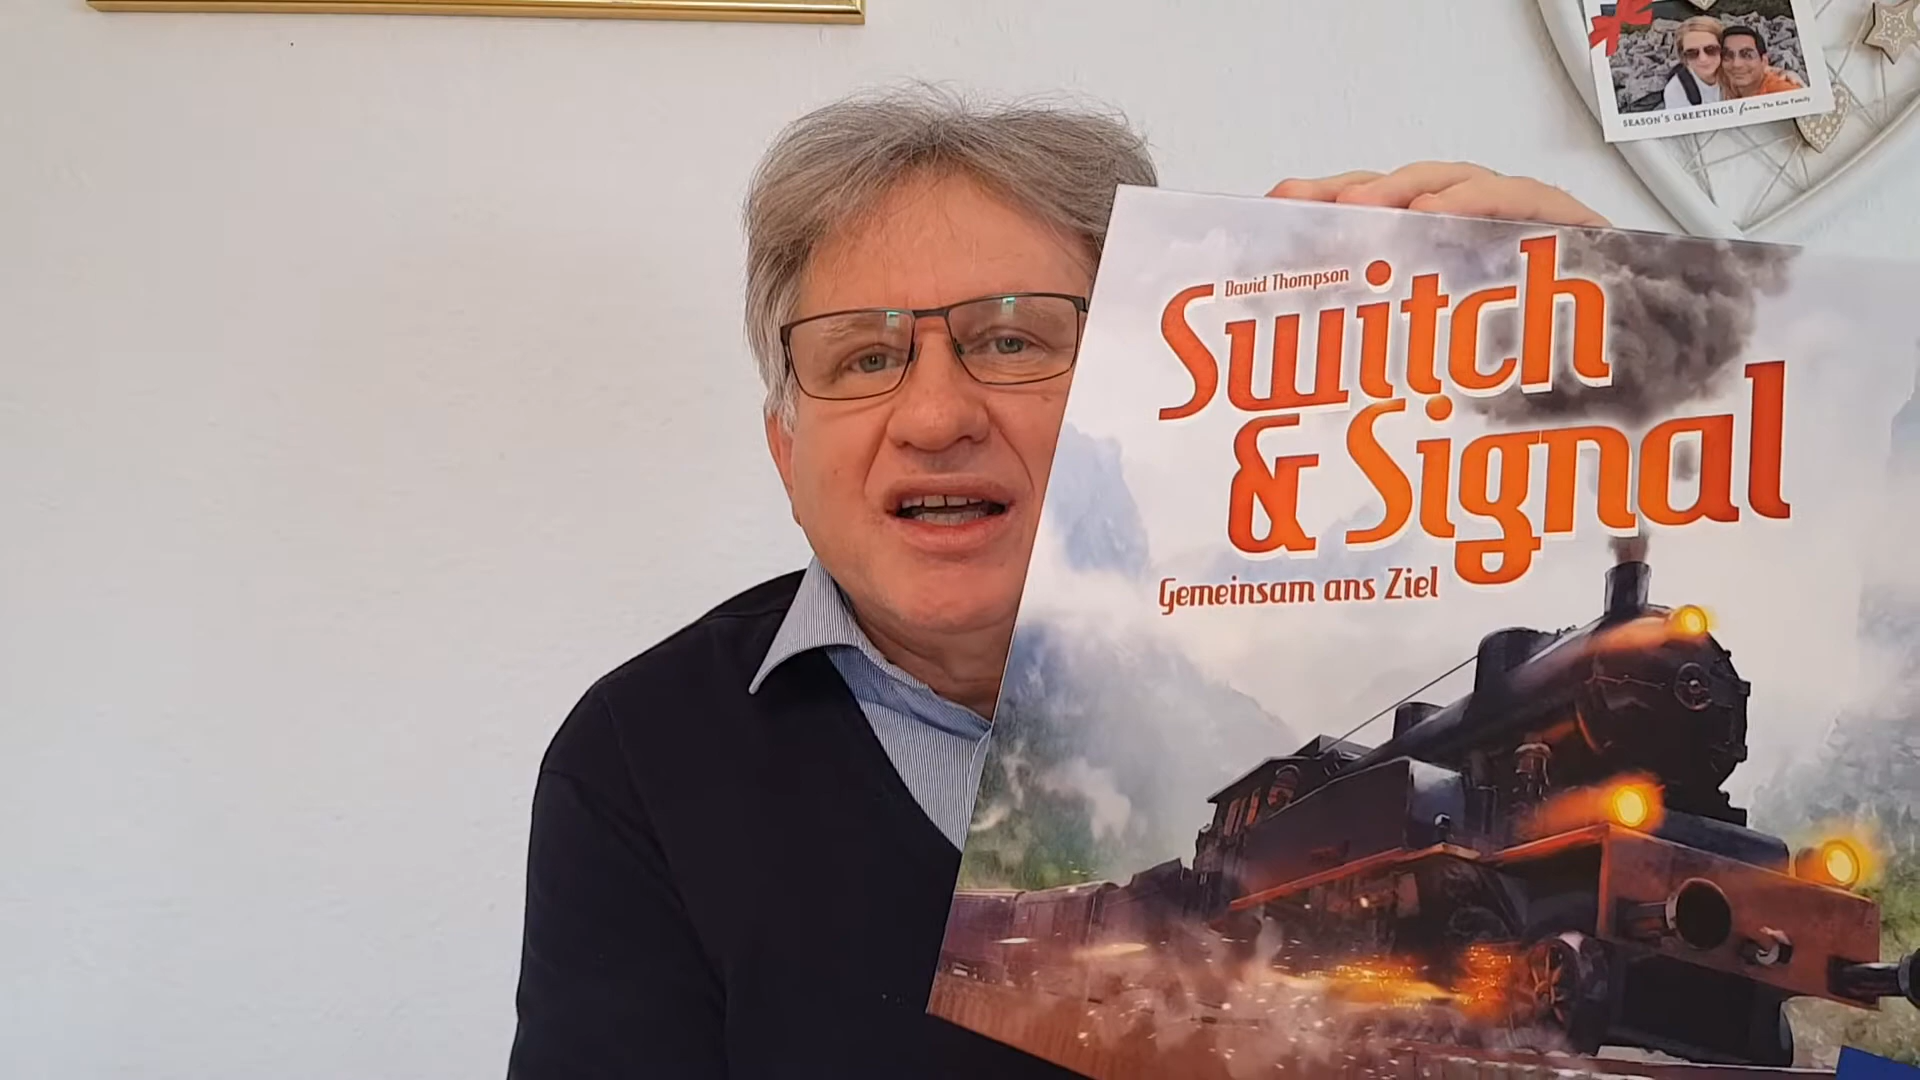 SEASON'S GREETINGS from The Kim Family
David Thompson
Switch
& Signal
Gemeinsam ans Ziel